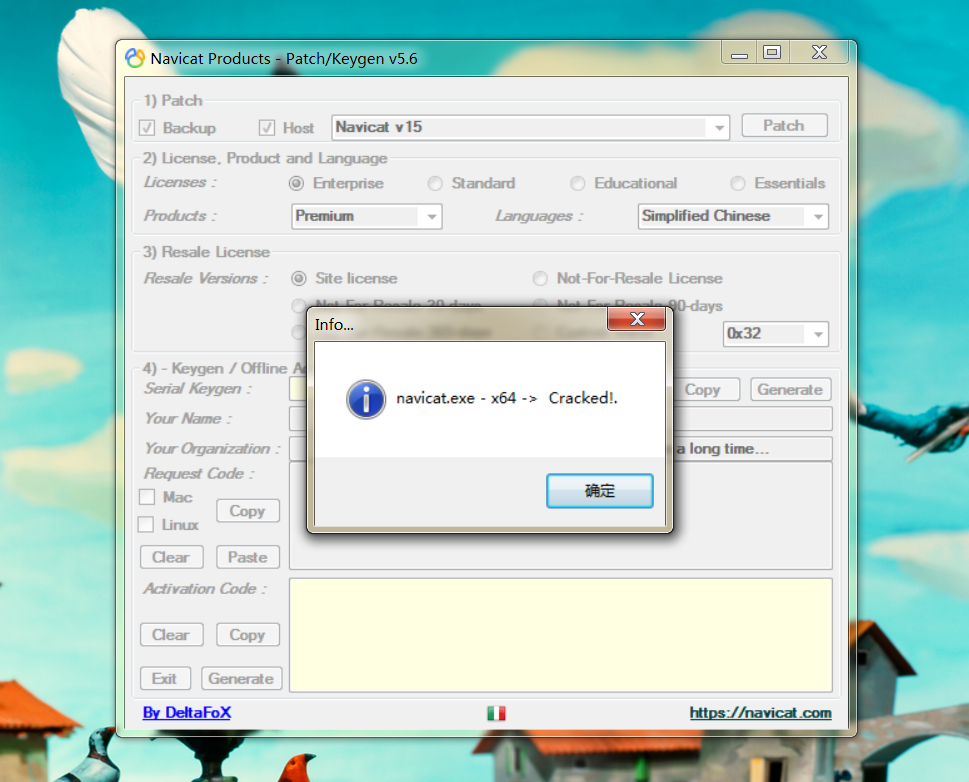 Navicat Products - Patch/Keygen v5.6
1) Patch
Backup Host Navicat v15 Patch
2) License, Product and Language
Licenses : Enterprise Standard Educational Essentials
Products : Premium Languages : Simplified Chinese
3) Resale License
Resale Versions : Site license Not-For-Resale License
Not-For-Resale 30-days Not-For-Resale 90-days
0x32
Info...
navicat.exe - x64 -> Cracked!.
确定
4) - Keygen / Offline
Serial Keygen : Copy Generate
Your Name :
Your Organization : a long time...
Request Code :
Mac
Linux
Copy
Clear Paste
Activation Code :
Clear Copy
Exit Generate
By DeltaFoX https://navicat.com